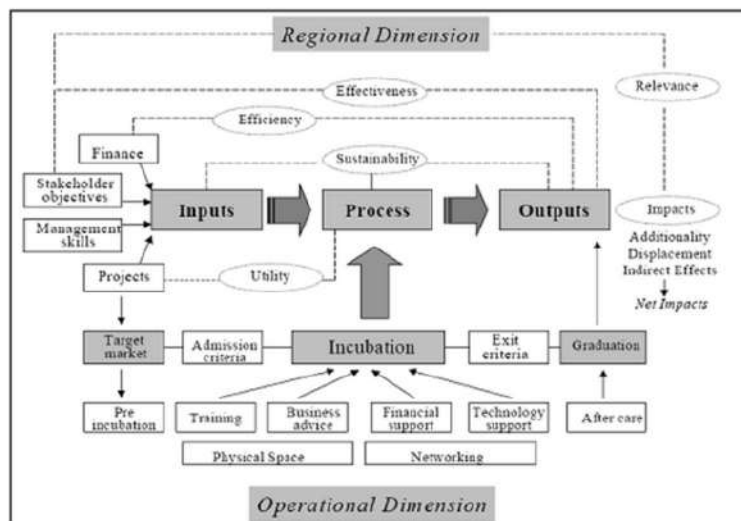 Regional Dimension
Effectiveness
Relevance
Efficiency
Finance
Sustainability
Stakeholder
objectives
Inputs
Process
Outputs
Impacts
Management
skills
Additionality
Displacement
Indirect Effects
Projects
Utility
Net Impacts
Target
market
Admission
criteria
Incubation
Exit
criteria
Graduation
Pre
incubation
Training
Business
advice
Financial
support
Technology
support
After care
Physical Space
Networking
Operational Dimension